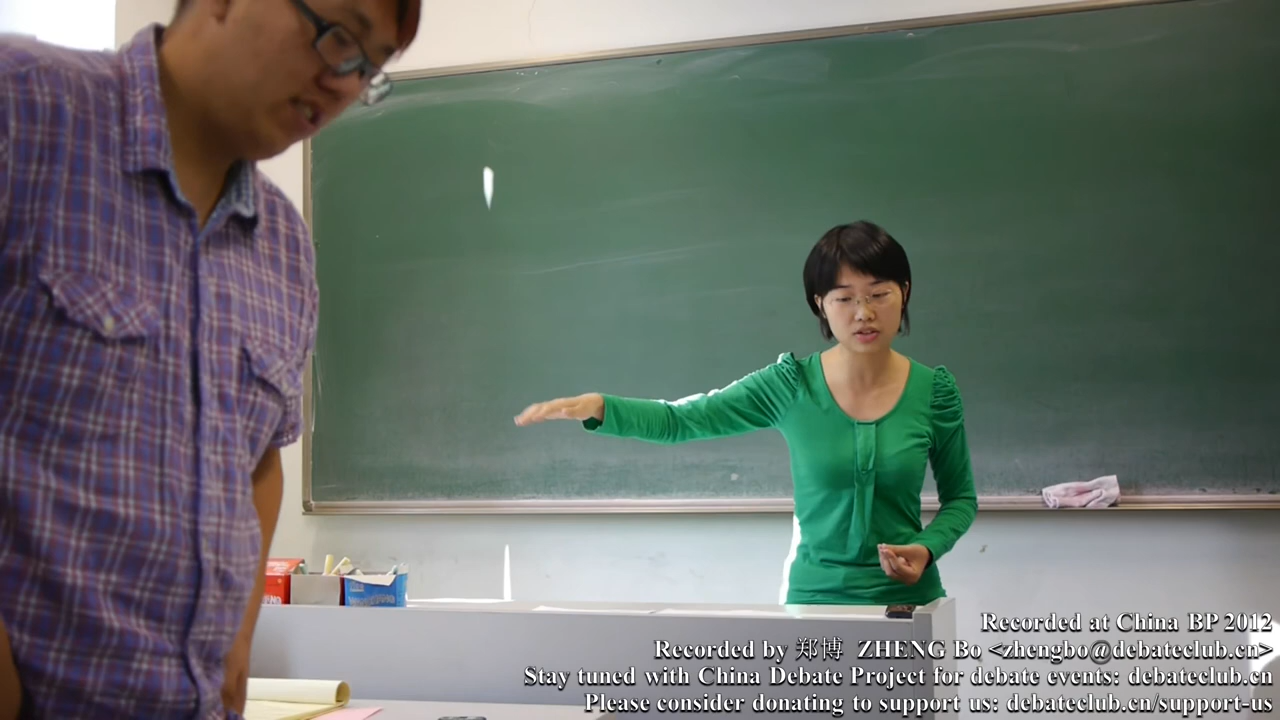 Recorded at China BP 2012
Recorded by 郑博 ZHENG Bo <zhengbo@debateclub.cn>
Stay tuned with China Debate Project for debate events: debateclub.cn
Please consider donating to support us: debateclub.cn/support-us